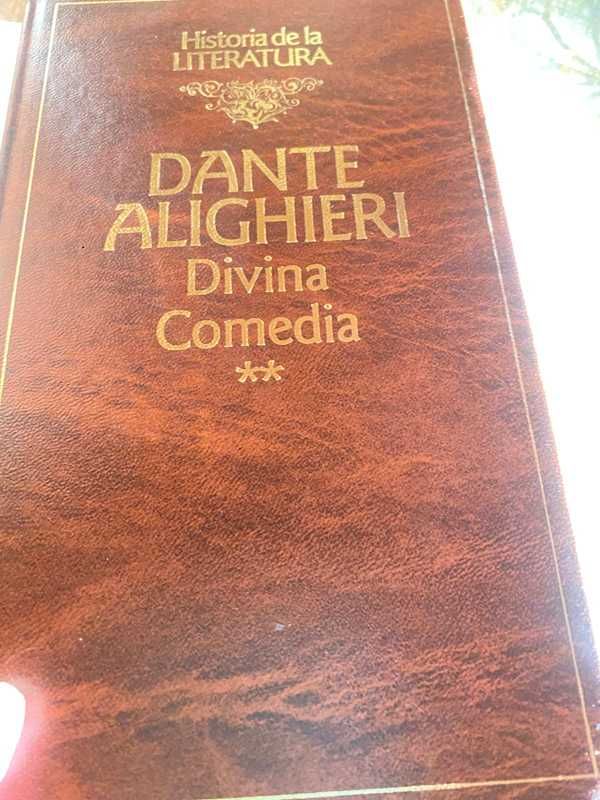 Historia de la
LITERATURA
DANTE
ALIGHIERI
Divina
Comedia
**